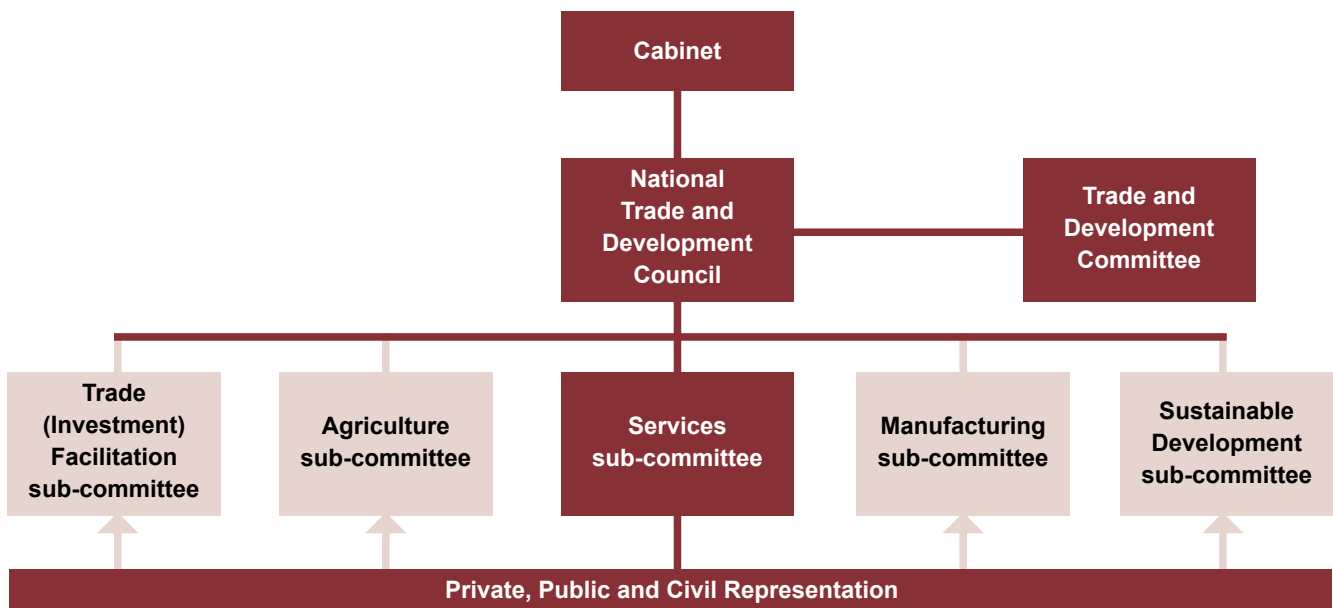 Cabinet
National
Trade and
Development
Council
Trade and
Development
Committee
Trade
(Investment)
Facilitation
sub-committee
Agriculture
sub-committee
Services
sub-committee
Manufacturing
sub-committee
Sustainable
Development
sub-committee
Private, Public and Civil Representation